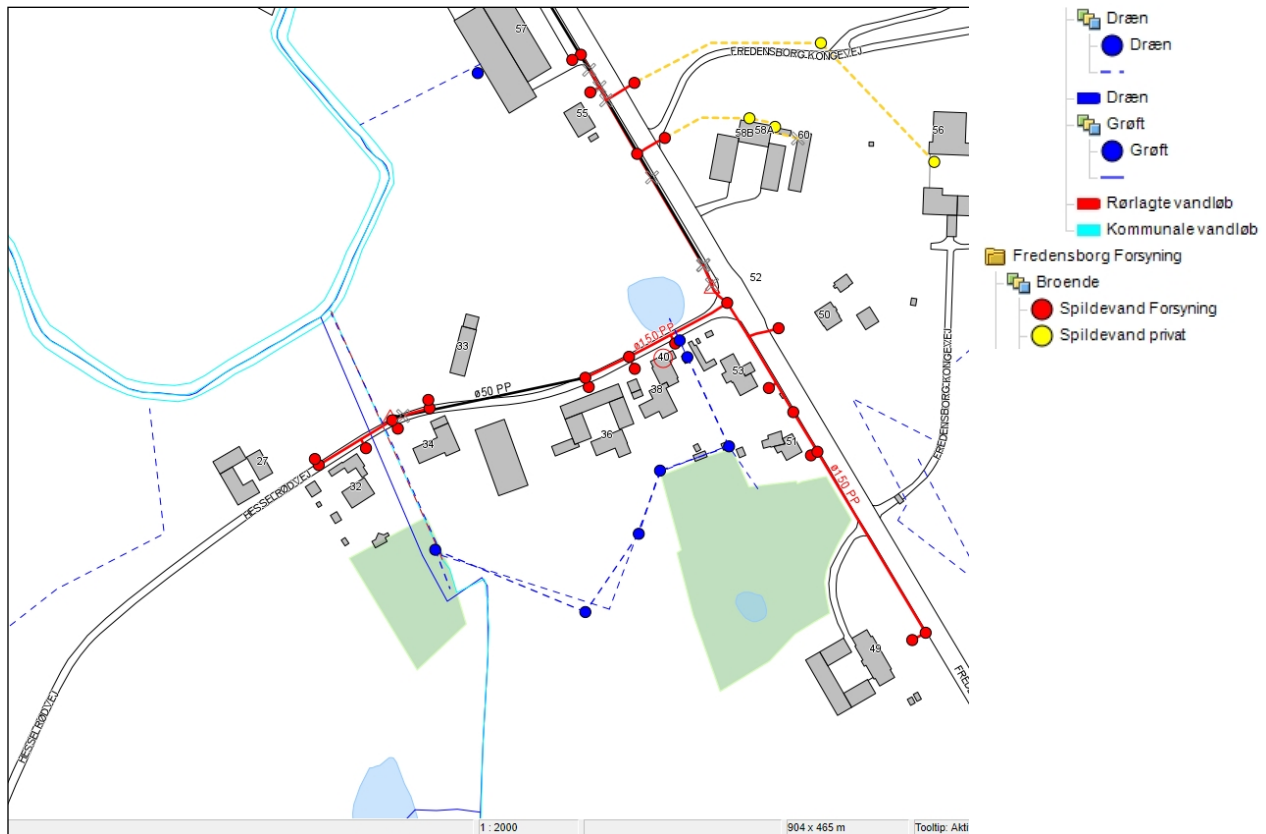 57
FREDENSBORG KONGEVEJ
55
58B
58A
60
56
52
50
33
ø150 PP
40
53
38
ø50 PP
36
34
51
27
32
HESSELRØDVEJ
FREDENSBORG KONGEVEJ
ø150 PP
49
HESSELRØDVEJ
1 : 2000
904 x 465 m
Tooltip: Akti
Dræn
Dræn
Dræn
Grøft
Grøft
Rørlagte vandløb
Kommunale vandløb
Fredensborg Forsyning
Broende
Spildevand Forsyning
Spildevand privat